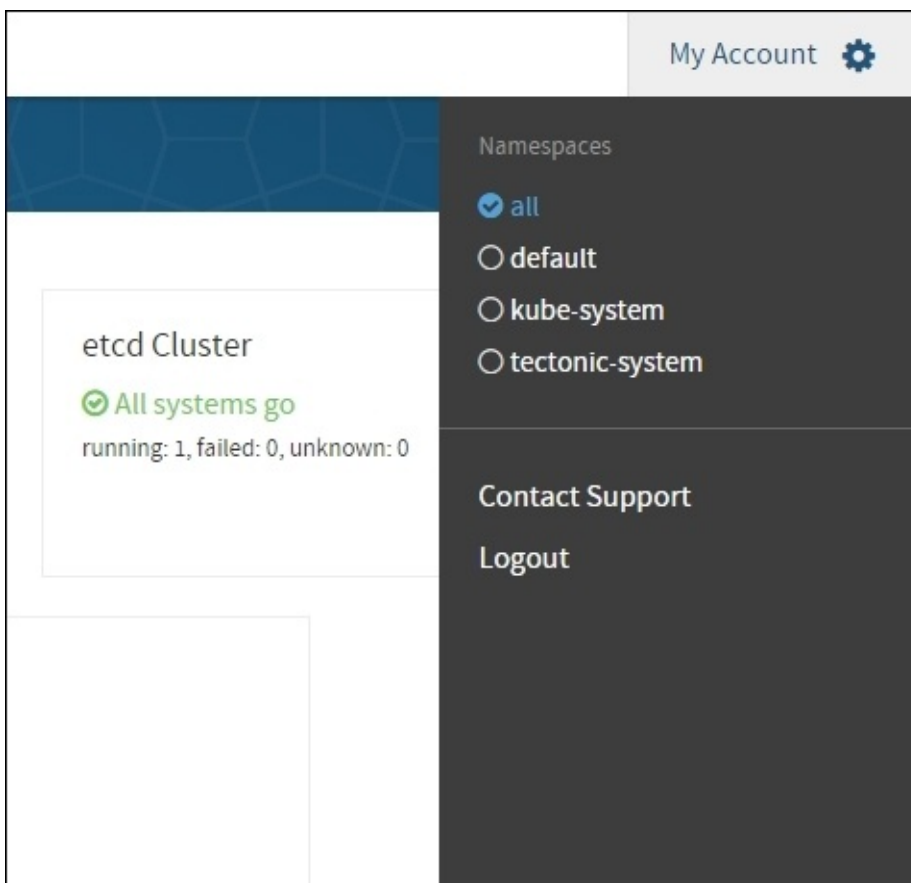 My Account
Namespaces
all
default
kube-system
tectonic-system
etcd Cluster
All systems go
running: 1, failed: 0, unknown: 0
Contact Support
Logout